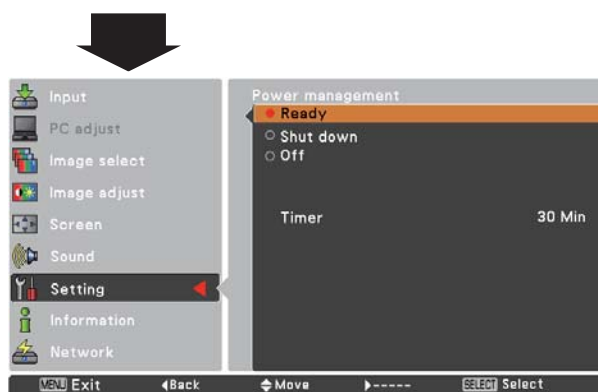 Input
PC adjust
Image select
Image adjust
Screen
Sound
Setting
Information
Network
Power management
Ready
Shut down
Off
Timer 30 Min
MENU Exit Back Move ----- SELECT Select